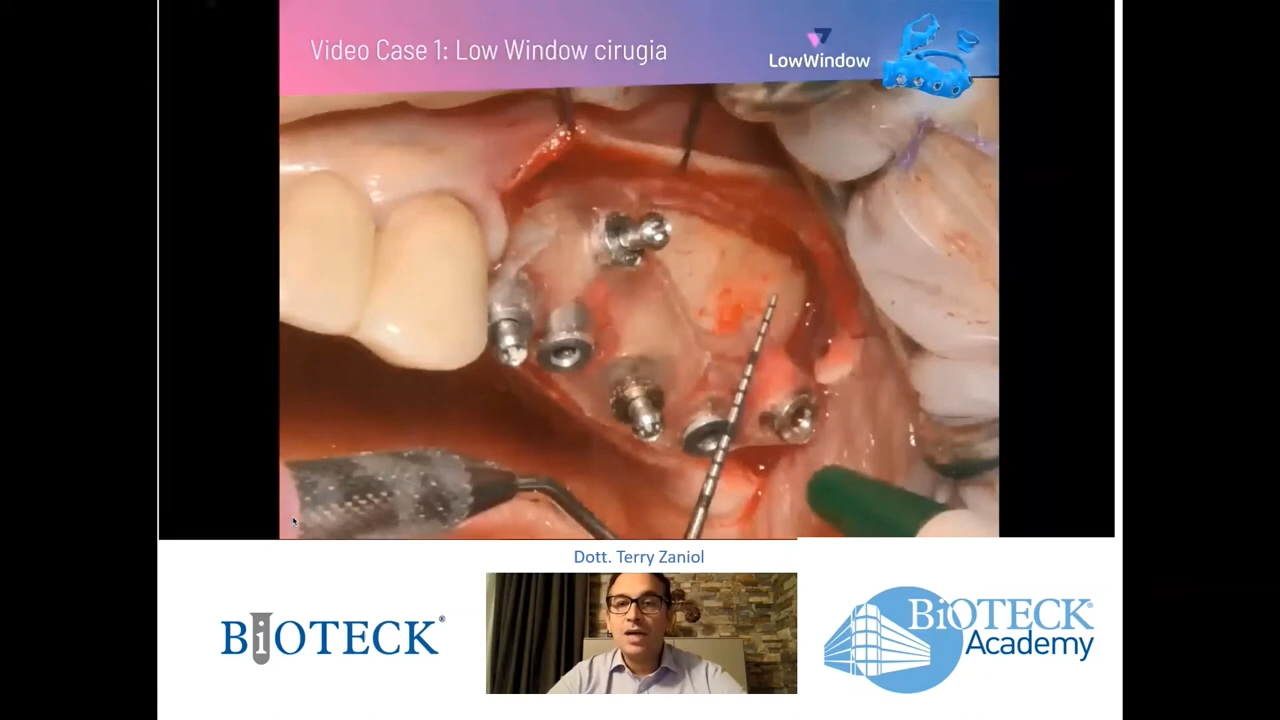 Video Case 1: Low Window cirugia
LowWindow
Dott. Terry Zaniol
BiOTECK®
BiOTECK®
Academy